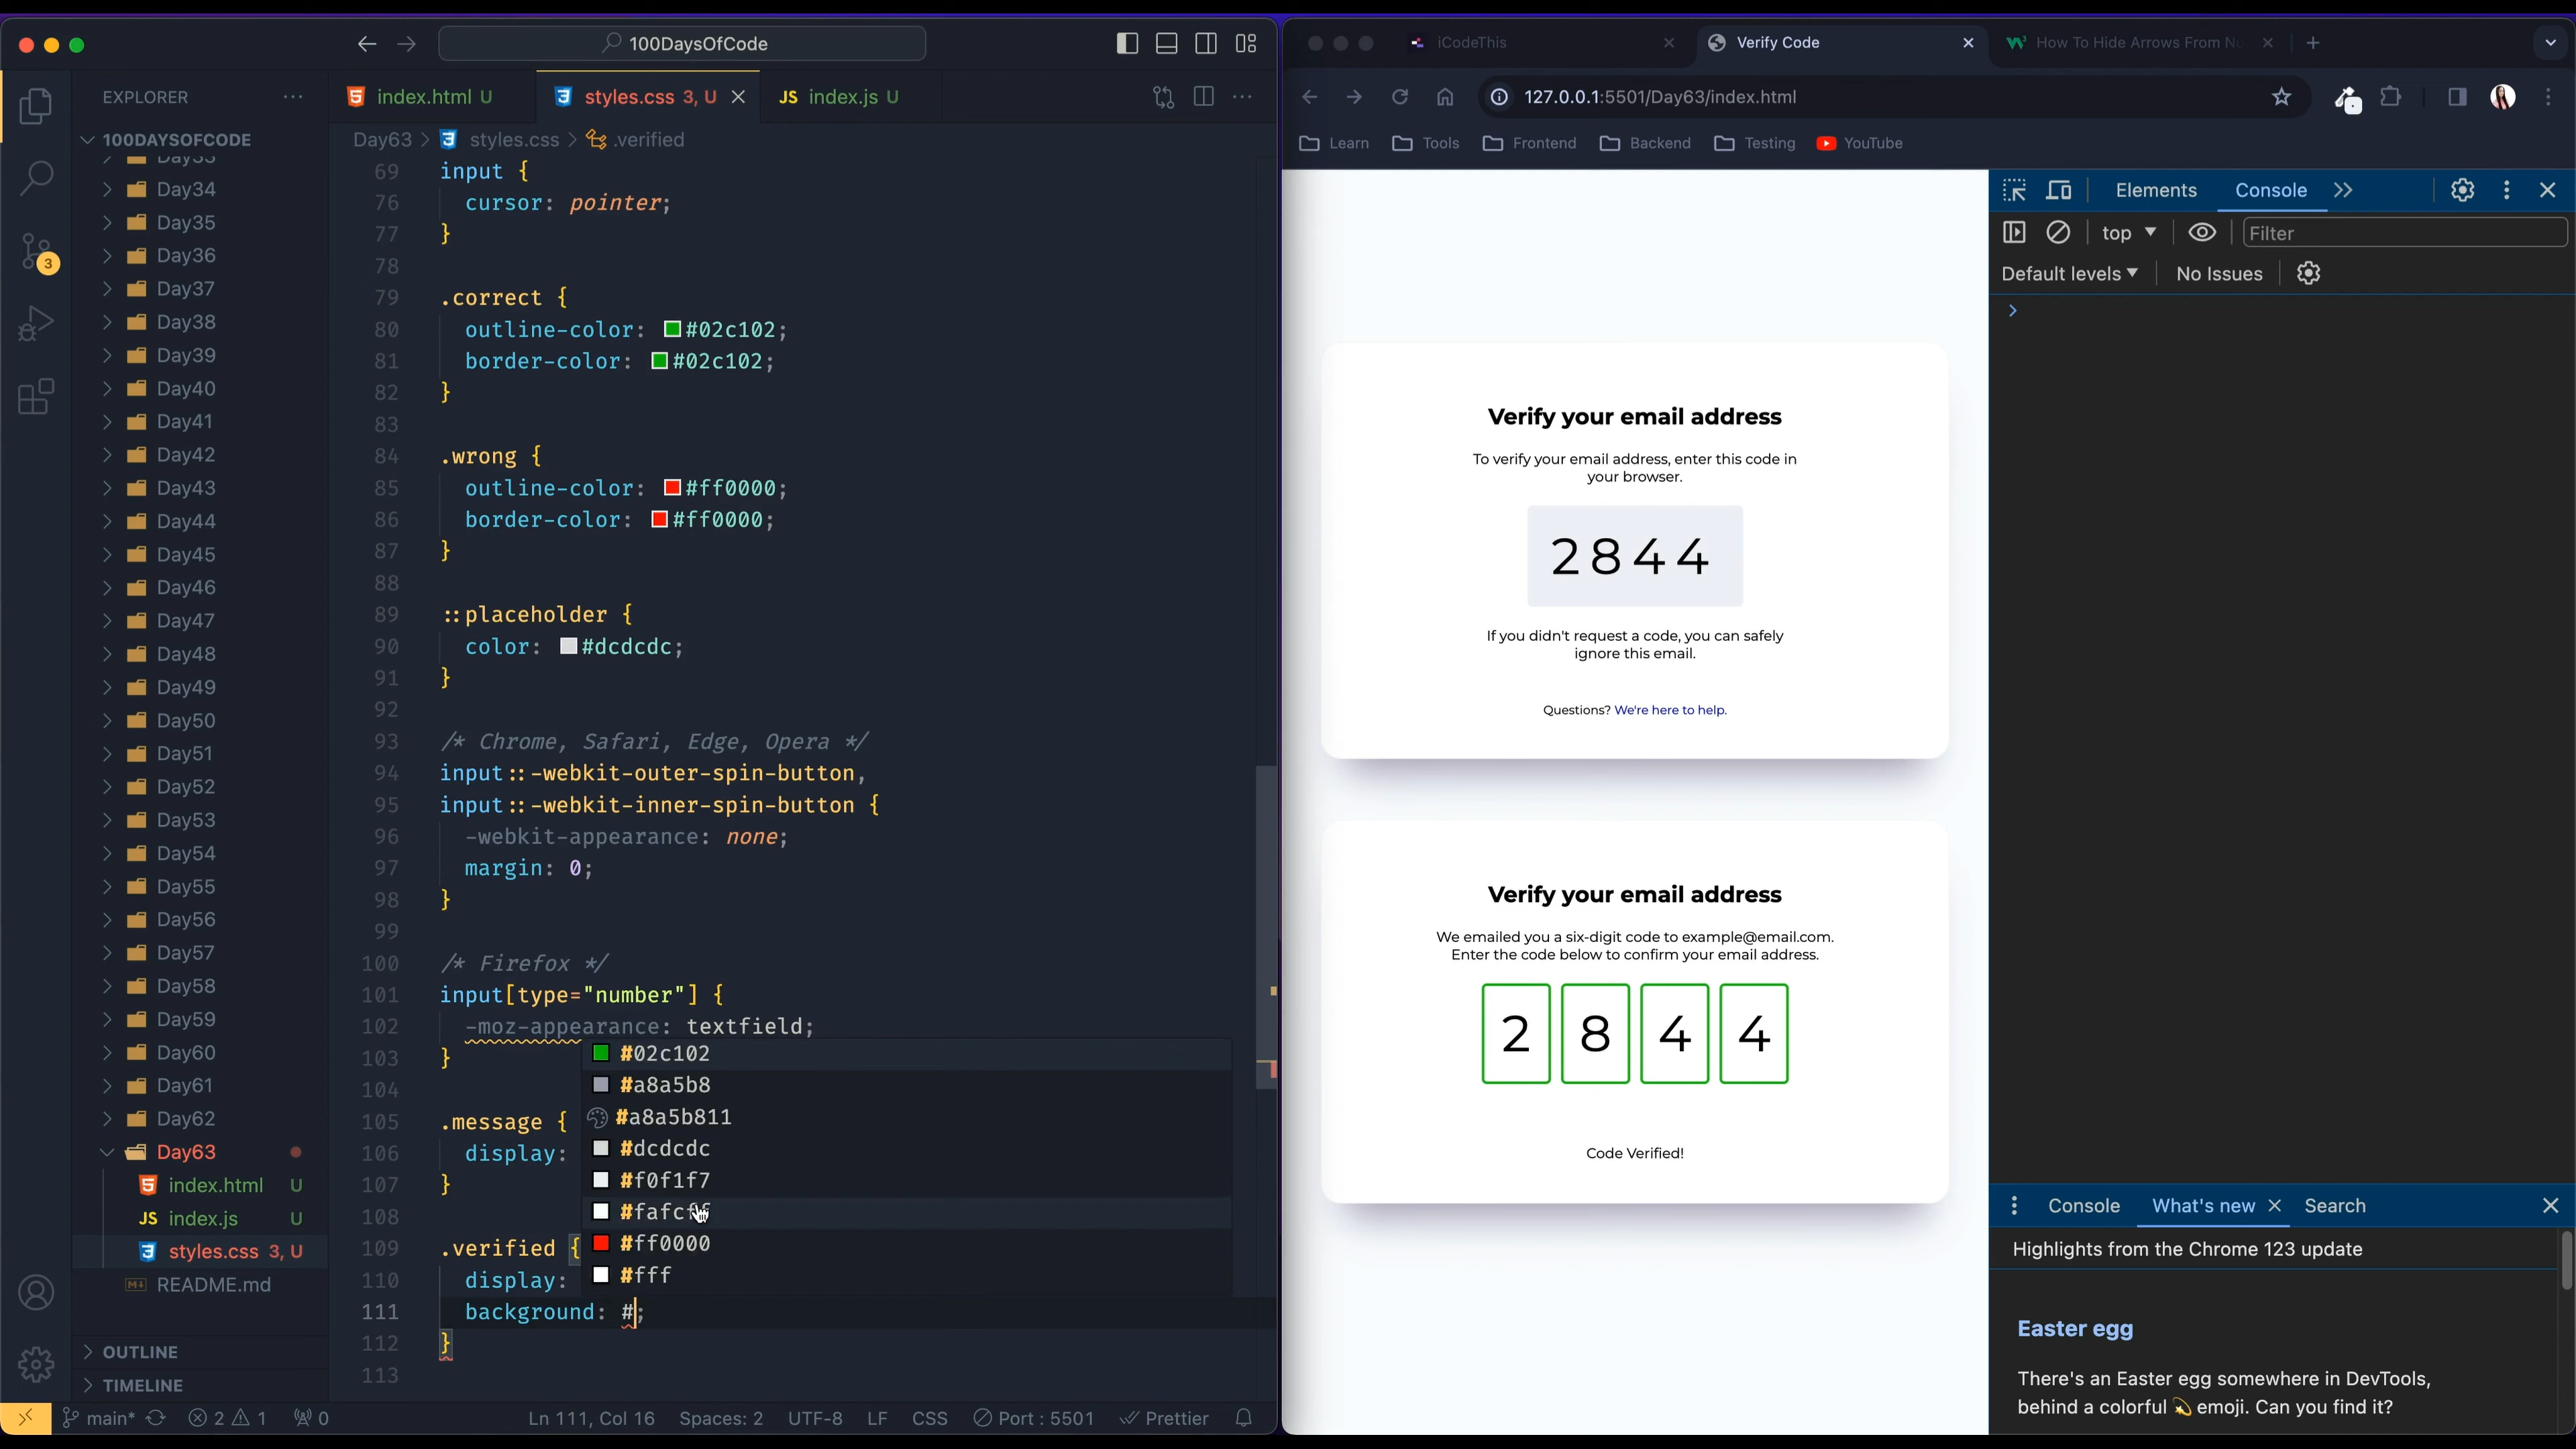 100DaysOfCode
EXPLORER
100DAYSOFCODE
Day33
Day34
Day35
Day36
Day37
Day38
Day39
Day40
Day41
Day42
Day43
Day44
Day45
Day46
Day47
Day48
Day49
Day50
Day51
Day52
Day53
Day54
Day55
Day56
Day57
Day58
Day59
Day60
Day61
Day62
Day63
index.html U
JS index.js U
styles.css 3, U
README.md
OUTLINE
TIMELINE
3
index.html U
styles.css 3, U
JS index.js U
Day63 > styles.css > .verified
69 input {
76 cursor: pointer;
77 }
78
79 .correct {
80 outline-color: #02c102;
81 border-color: #02c102;
82 }
83
84 .wrong {
85 outline-color: #ff0000;
86 border-color: #ff0000;
87 }
88
89 ::placeholder {
90 color: #dcdcdc;
91 }
92
93 /* Chrome, Safari, Edge, Opera */
94 input::-webkit-outer-spin-button,
95 input::-webkit-inner-spin-button {
96 -webkit-appearance: none;
97 margin: 0;
98 }
99
100 /* Firefox */
101 input[type="number"] {
102 -moz-appearance: textfield;
103 }
104
105 .message {
106 display:
107 }
108
109 .verified {
110 display:
111 background: #;
112 }
113
#02c102
#a8a5b8
#a8a5b811
#dcdcdc
#f0f1f7
#fafcff
#ff0000
#fff
main* 2 1 0 Ln 111, Col 16 Spaces: 2 UTF-8 LF CSS Port : 5501 Prettier
iCodeThis
Verify Code
How To Hide Arrows From Nu
127.0.0.1:5501/Day63/index.html
Learn Tools Frontend Backend Testing YouTube
Verify your email address
To verify your email address, enter this code in
your browser.
2844
If you didn't request a code, you can safely
ignore this email.
Questions? We're here to help.
Verify your email address
We emailed you a six-digit code to example@email.com.
Enter the code below to confirm your email address.
2 8 4 4
Code Verified!
Elements Console
top Filter
Default levels No Issues
Console What's new Search
Highlights from the Chrome 123 update
Easter egg
There's an Easter egg somewhere in DevTools,
behind a colorful 💫 emoji. Can you find it?